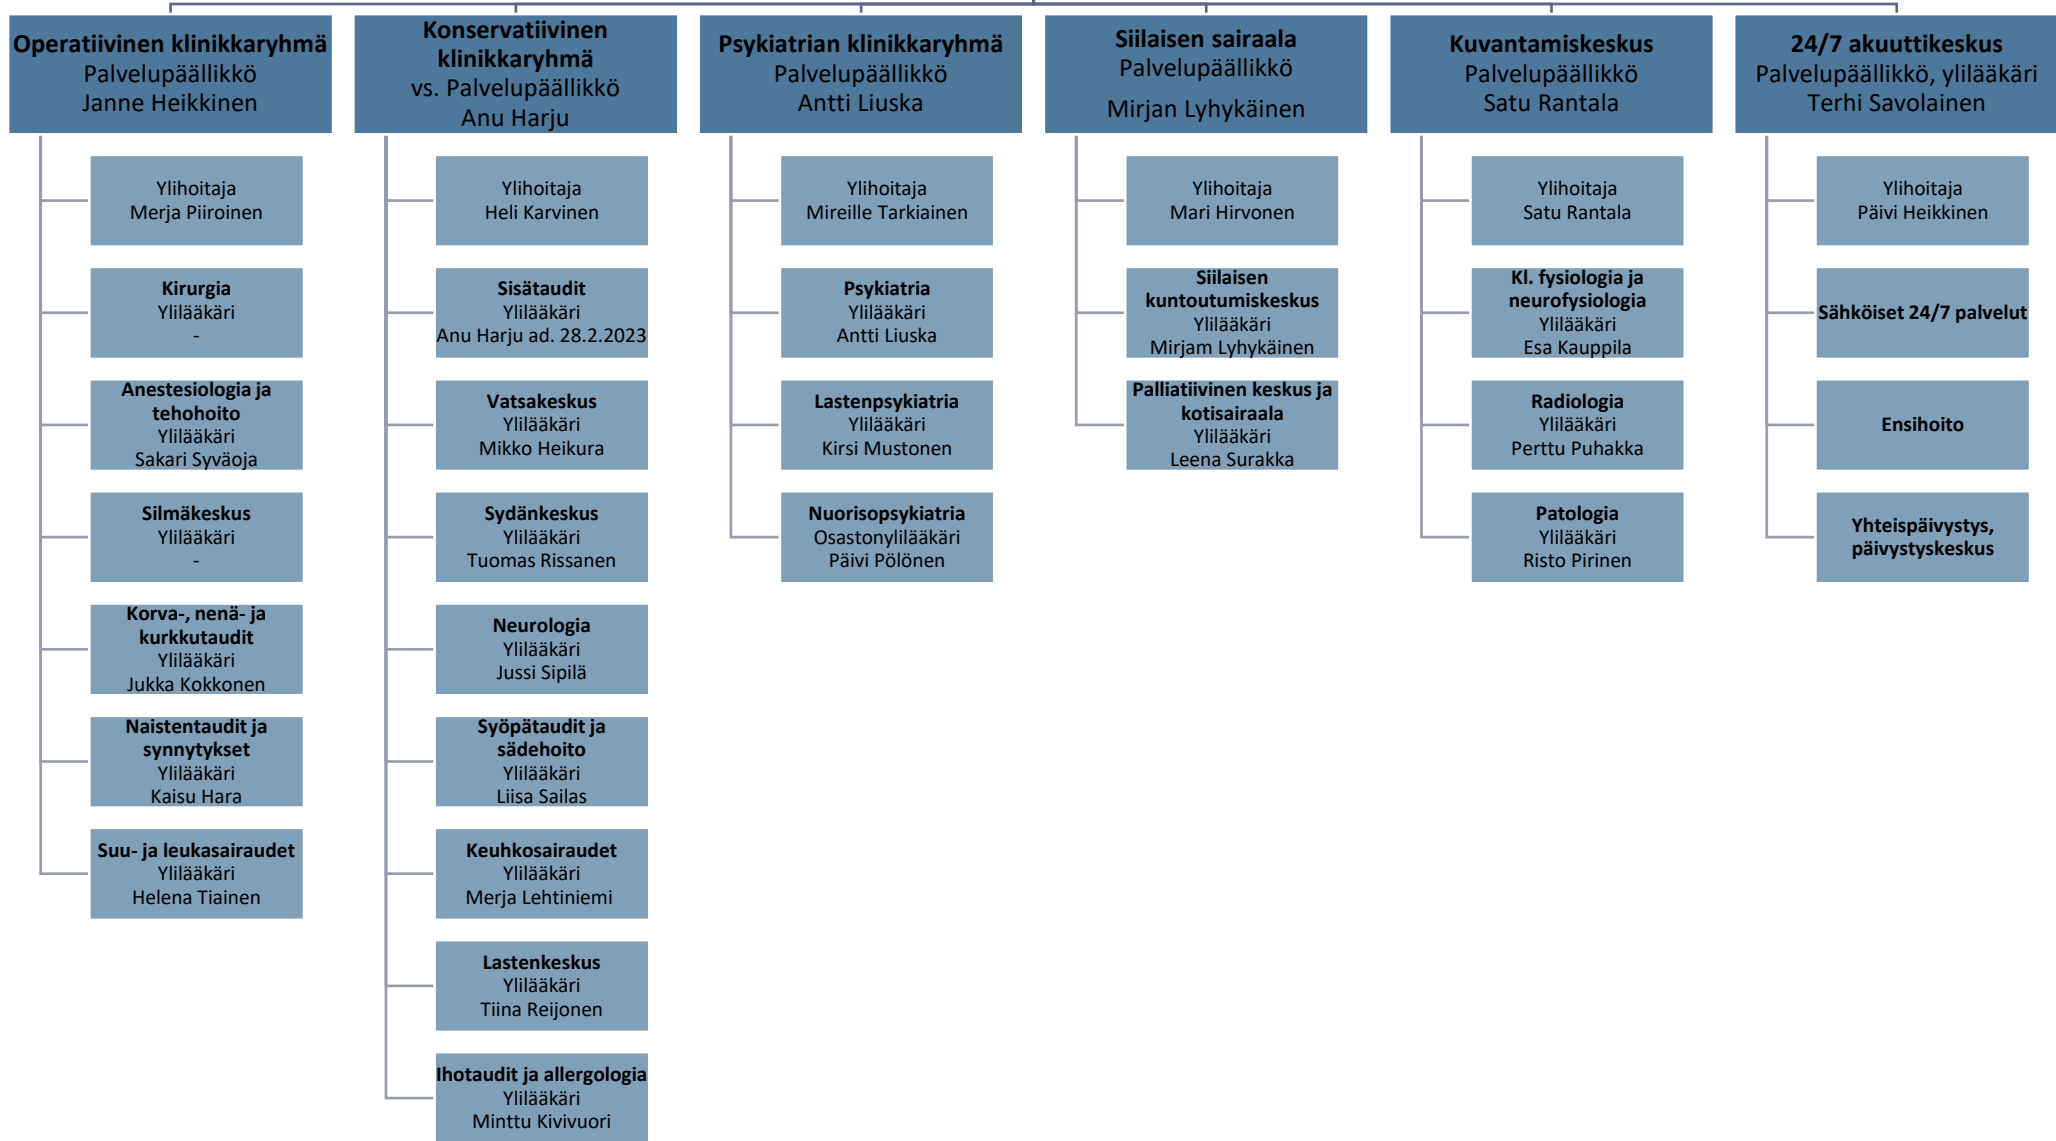 Operatiivinen klinikkaryhmä
Palvelupäällikkö
Janne Heikkinen
Ylihoitaja
Merja Piiroinen
Kirurgia
Ylilääkäri
-
Anestesiologia ja
tehohoito
Ylilääkäri
Sakari Syväoja
Silmäkeskus
Ylilääkäri
-
Korva-, nenä- ja
kurkkutaudit
Ylilääkäri
Jukka Kokkonen
Naistentaudit ja
synnytykset
Ylilääkäri
Kaisu Hara
Suu- ja leukasairaudet
Ylilääkäri
Helena Tiainen
Konservatiivinen
klinikkaryhmä
vs. Palvelupäällikkö
Anu Harju
Ylihoitaja
Heli Karvinen
Sisätaudit
Ylilääkäri
Anu Harju ad. 28.2.2023
Vatsakeskus
Ylilääkäri
Mikko Heikura
Sydänkeskus
Ylilääkäri
Tuomas Rissanen
Neurologia
Ylilääkäri
Jussi Sipilä
Syöpätaudit ja
sädehoito
Ylilääkäri
Liisa Sailas
Keuhkosairaudet
Ylilääkäri
Merja Lehtiniemi
Lastenkeskus
Ylilääkäri
Tiina Reijonen
Ihotaudit ja allergologia
Ylilääkäri
Minttu Kivivuori
Psykiatrian klinikkaryhmä
Palvelupäällikkö
Antti Liuska
Ylihoitaja
Mireille Tarkiainen
Psykiatria
Ylilääkäri
Antti Liuska
Lastenpsykiatria
Ylilääkäri
Kirsi Mustonen
Nuorisopsykiatria
Osastonylilääkäri
Päivi Pölönen
Siilaisen sairaala
Palvelupäällikkö
Mirjan Lyhykäinen
Ylihoitaja
Mari Hirvonen
Siilaisen
kuntoutumiskeskus
Ylilääkäri
Mirjam Lyhykäinen
Palliatiivinen keskus ja
kotisairaala
Ylilääkäri
Leena Surakka
Kuvantamiskeskus
Palvelupäällikkö
Satu Rantala
Ylihoitaja
Satu Rantala
Kl. fysiologia ja
neurofysiologia
Ylilääkäri
Esa Kauppila
Radiologia
Ylilääkäri
Perttu Puhakka
Patologia
Ylilääkäri
Risto Pirinen
24/7 akuuttikeskus
Palvelupäällikkö, ylilääkäri
Terhi Savolainen
Ylihoitaja
Päivi Heikkinen
Sähköiset 24/7 palvelut
Ensihoito
Yhteispäivystys,
päivystyskeskus